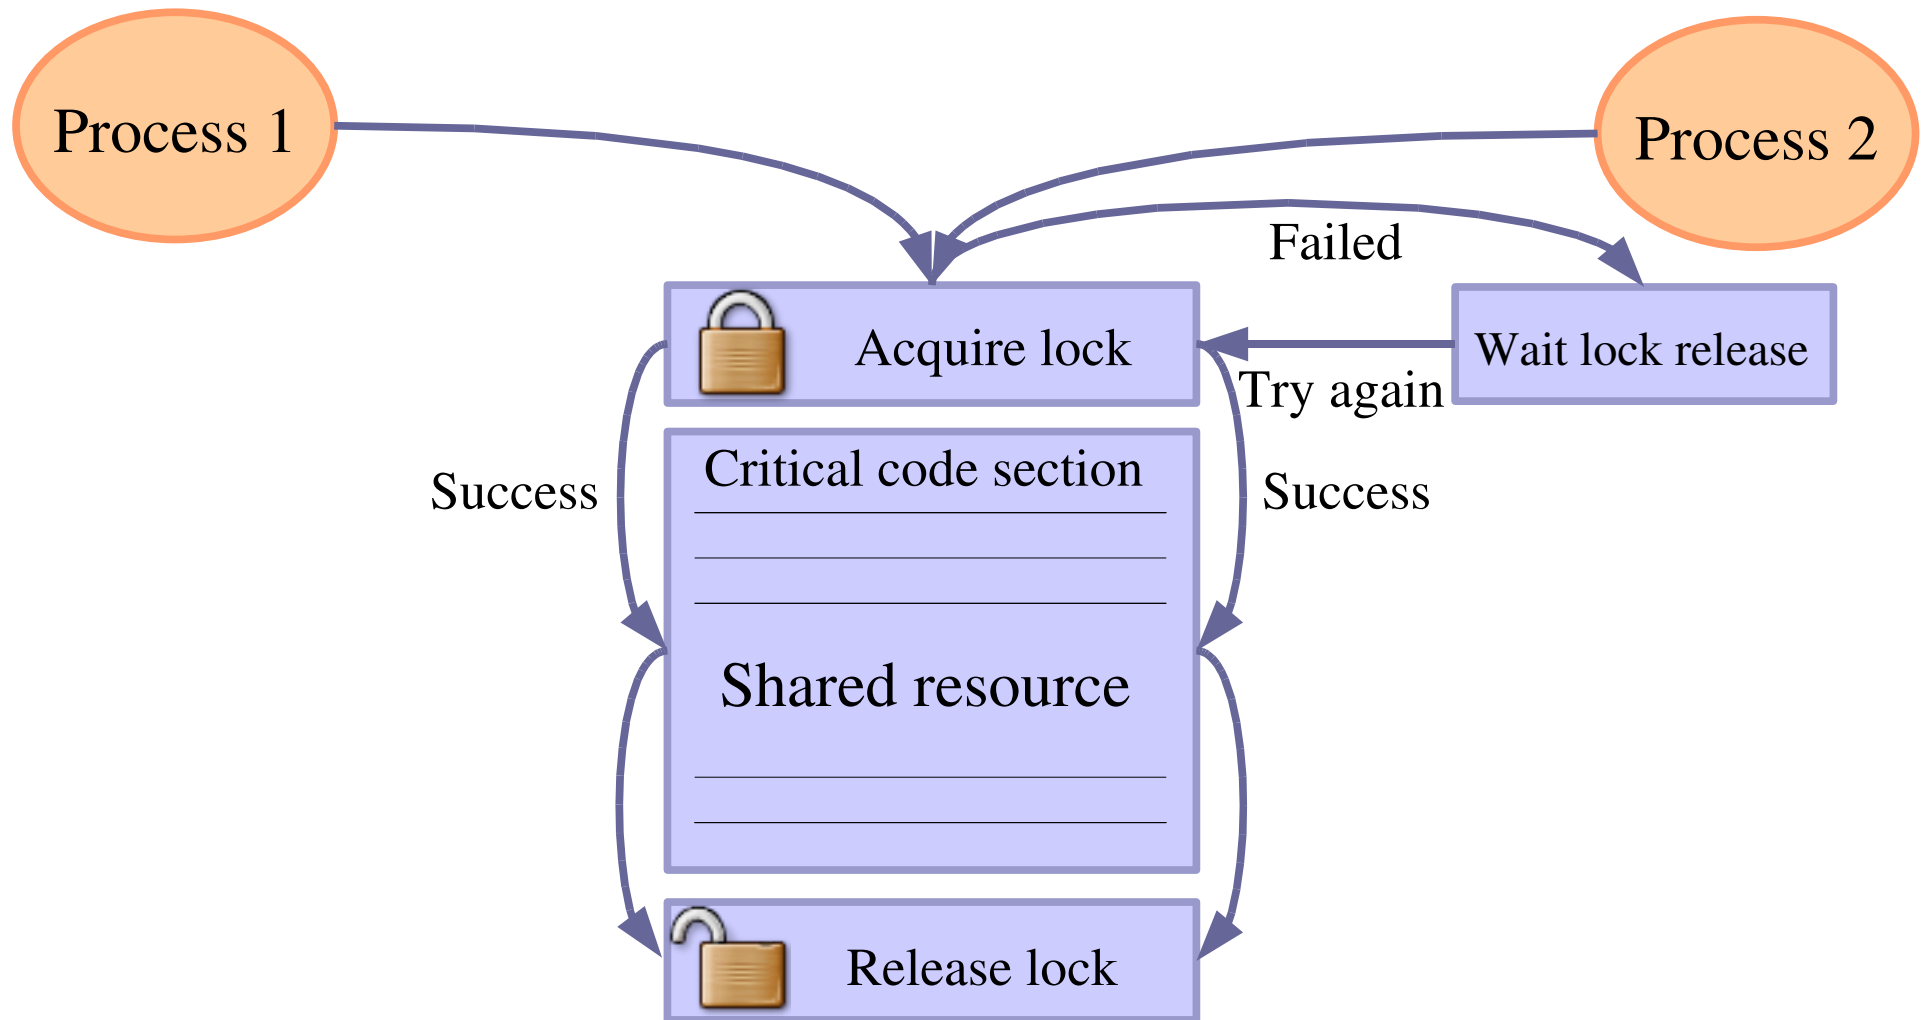 Process 1
Process 2
Failed
Acquire lock
Wait lock release
Try again
Critical code section
Success
Success
Shared resource
Release lock